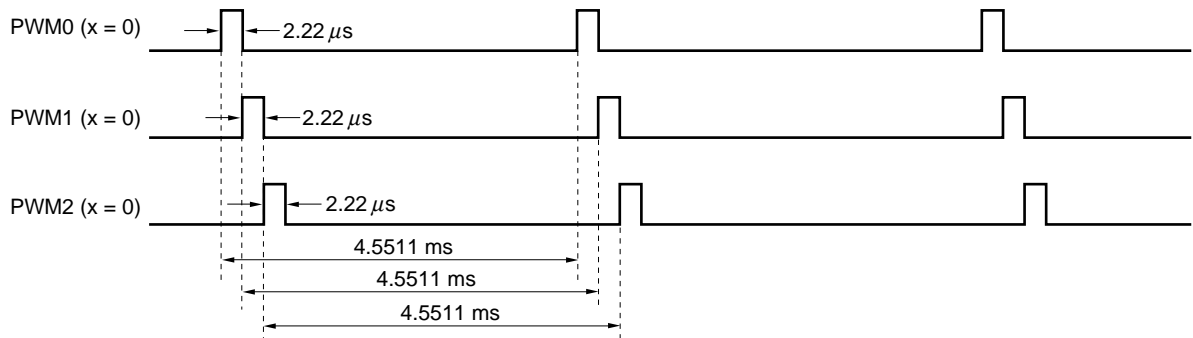 PWM0 (x = 0)
2.22 μs
PWM1 (x = 0)
2.22 μs
PWM2 (x = 0)
2.22 μs
4.5511 ms
4.5511 ms
4.5511 ms